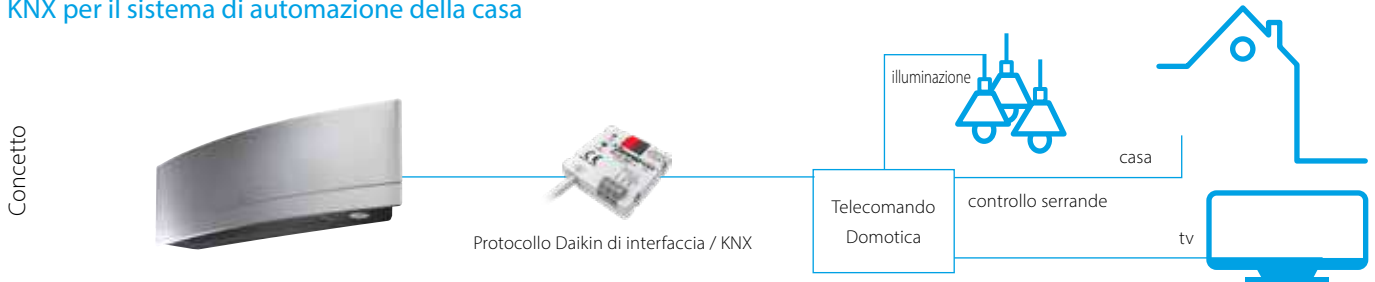 KNX per il sistema di automazione della casa
Concetto
illuminazione
casa
Telecomando
Domotica
controllo serrande
Protocollo Daikin di interfaccia / KNX
tv